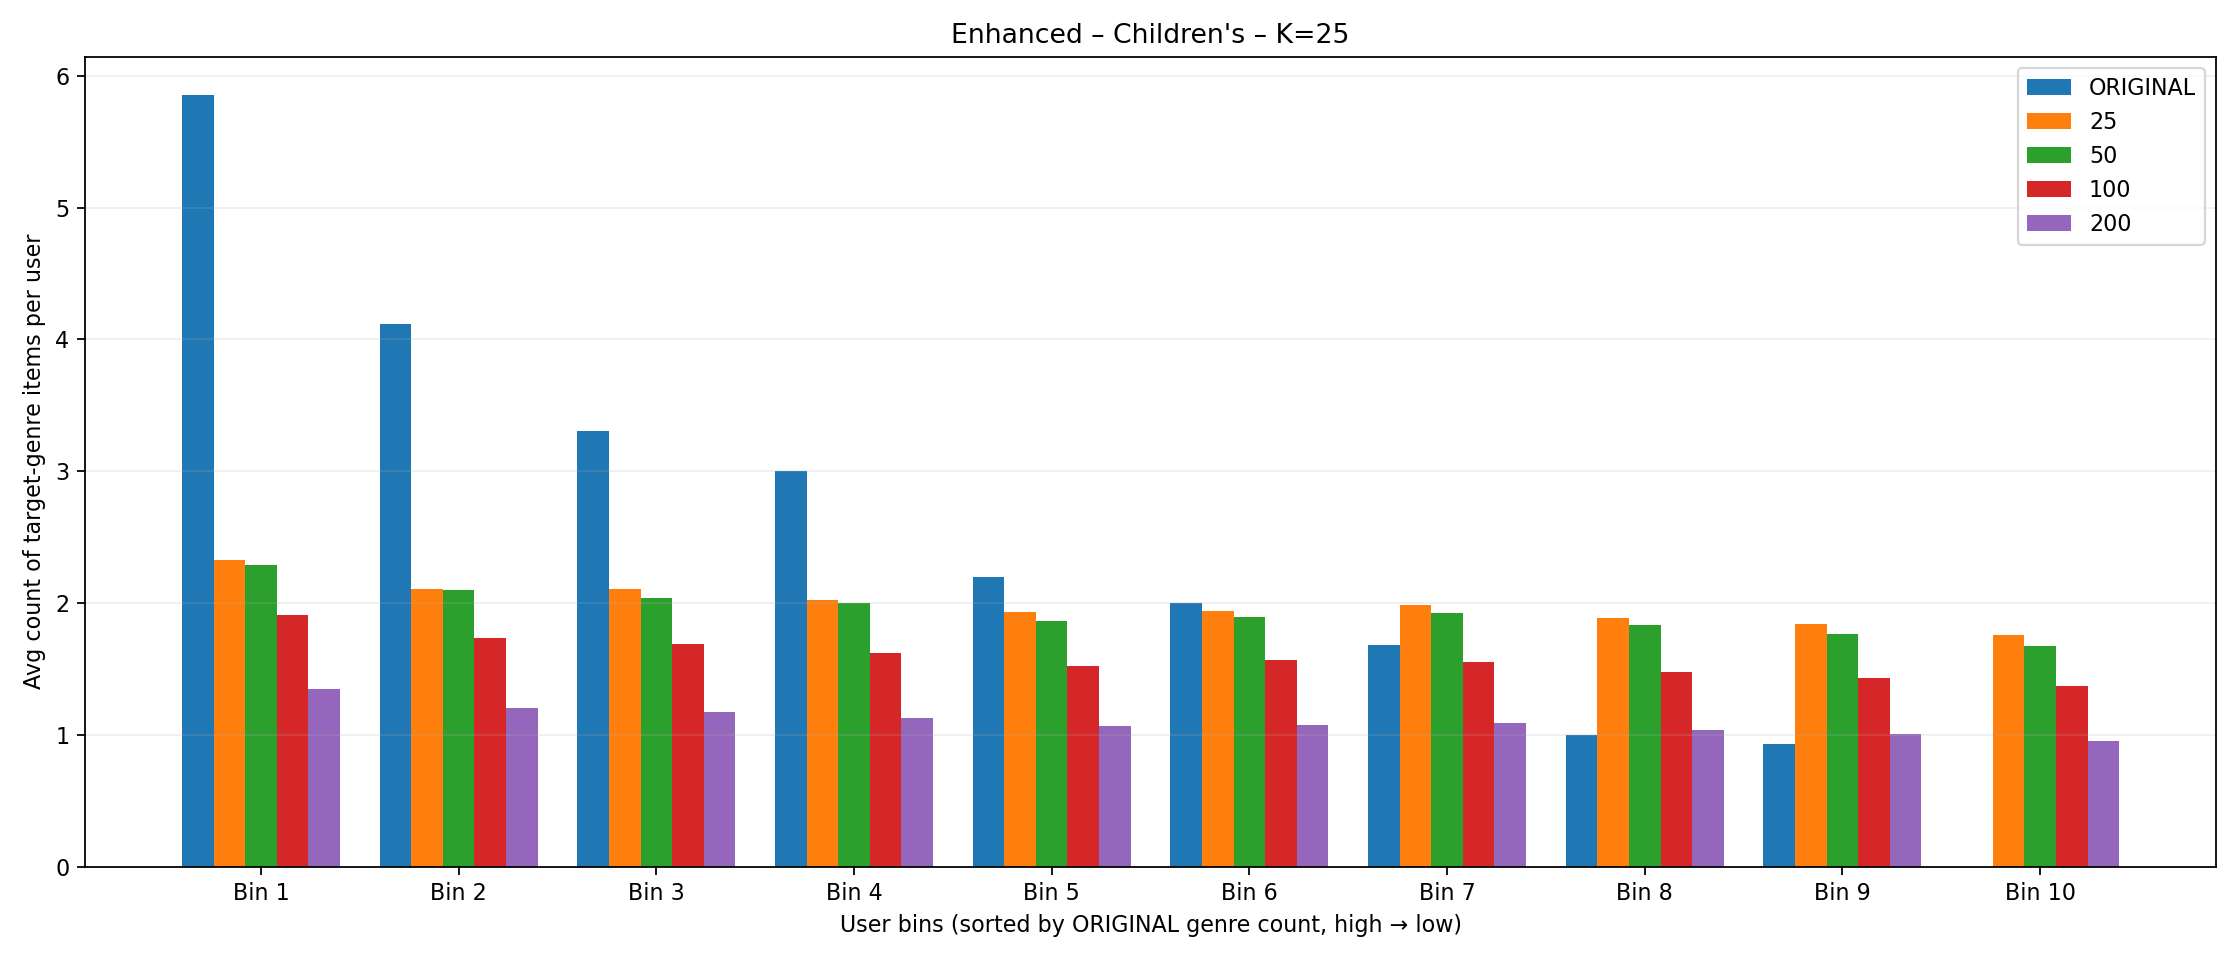 Enhanced – Children's – K=25
Avg count of target-genre items per user
6
5
4
3
2
1
0
ORIGINAL
25
50
100
200
Bin 1
Bin 2
Bin 3
Bin 4
Bin 5
Bin 6
Bin 7
Bin 8
Bin 9
Bin 10
User bins (sorted by ORIGINAL genre count, high → low)